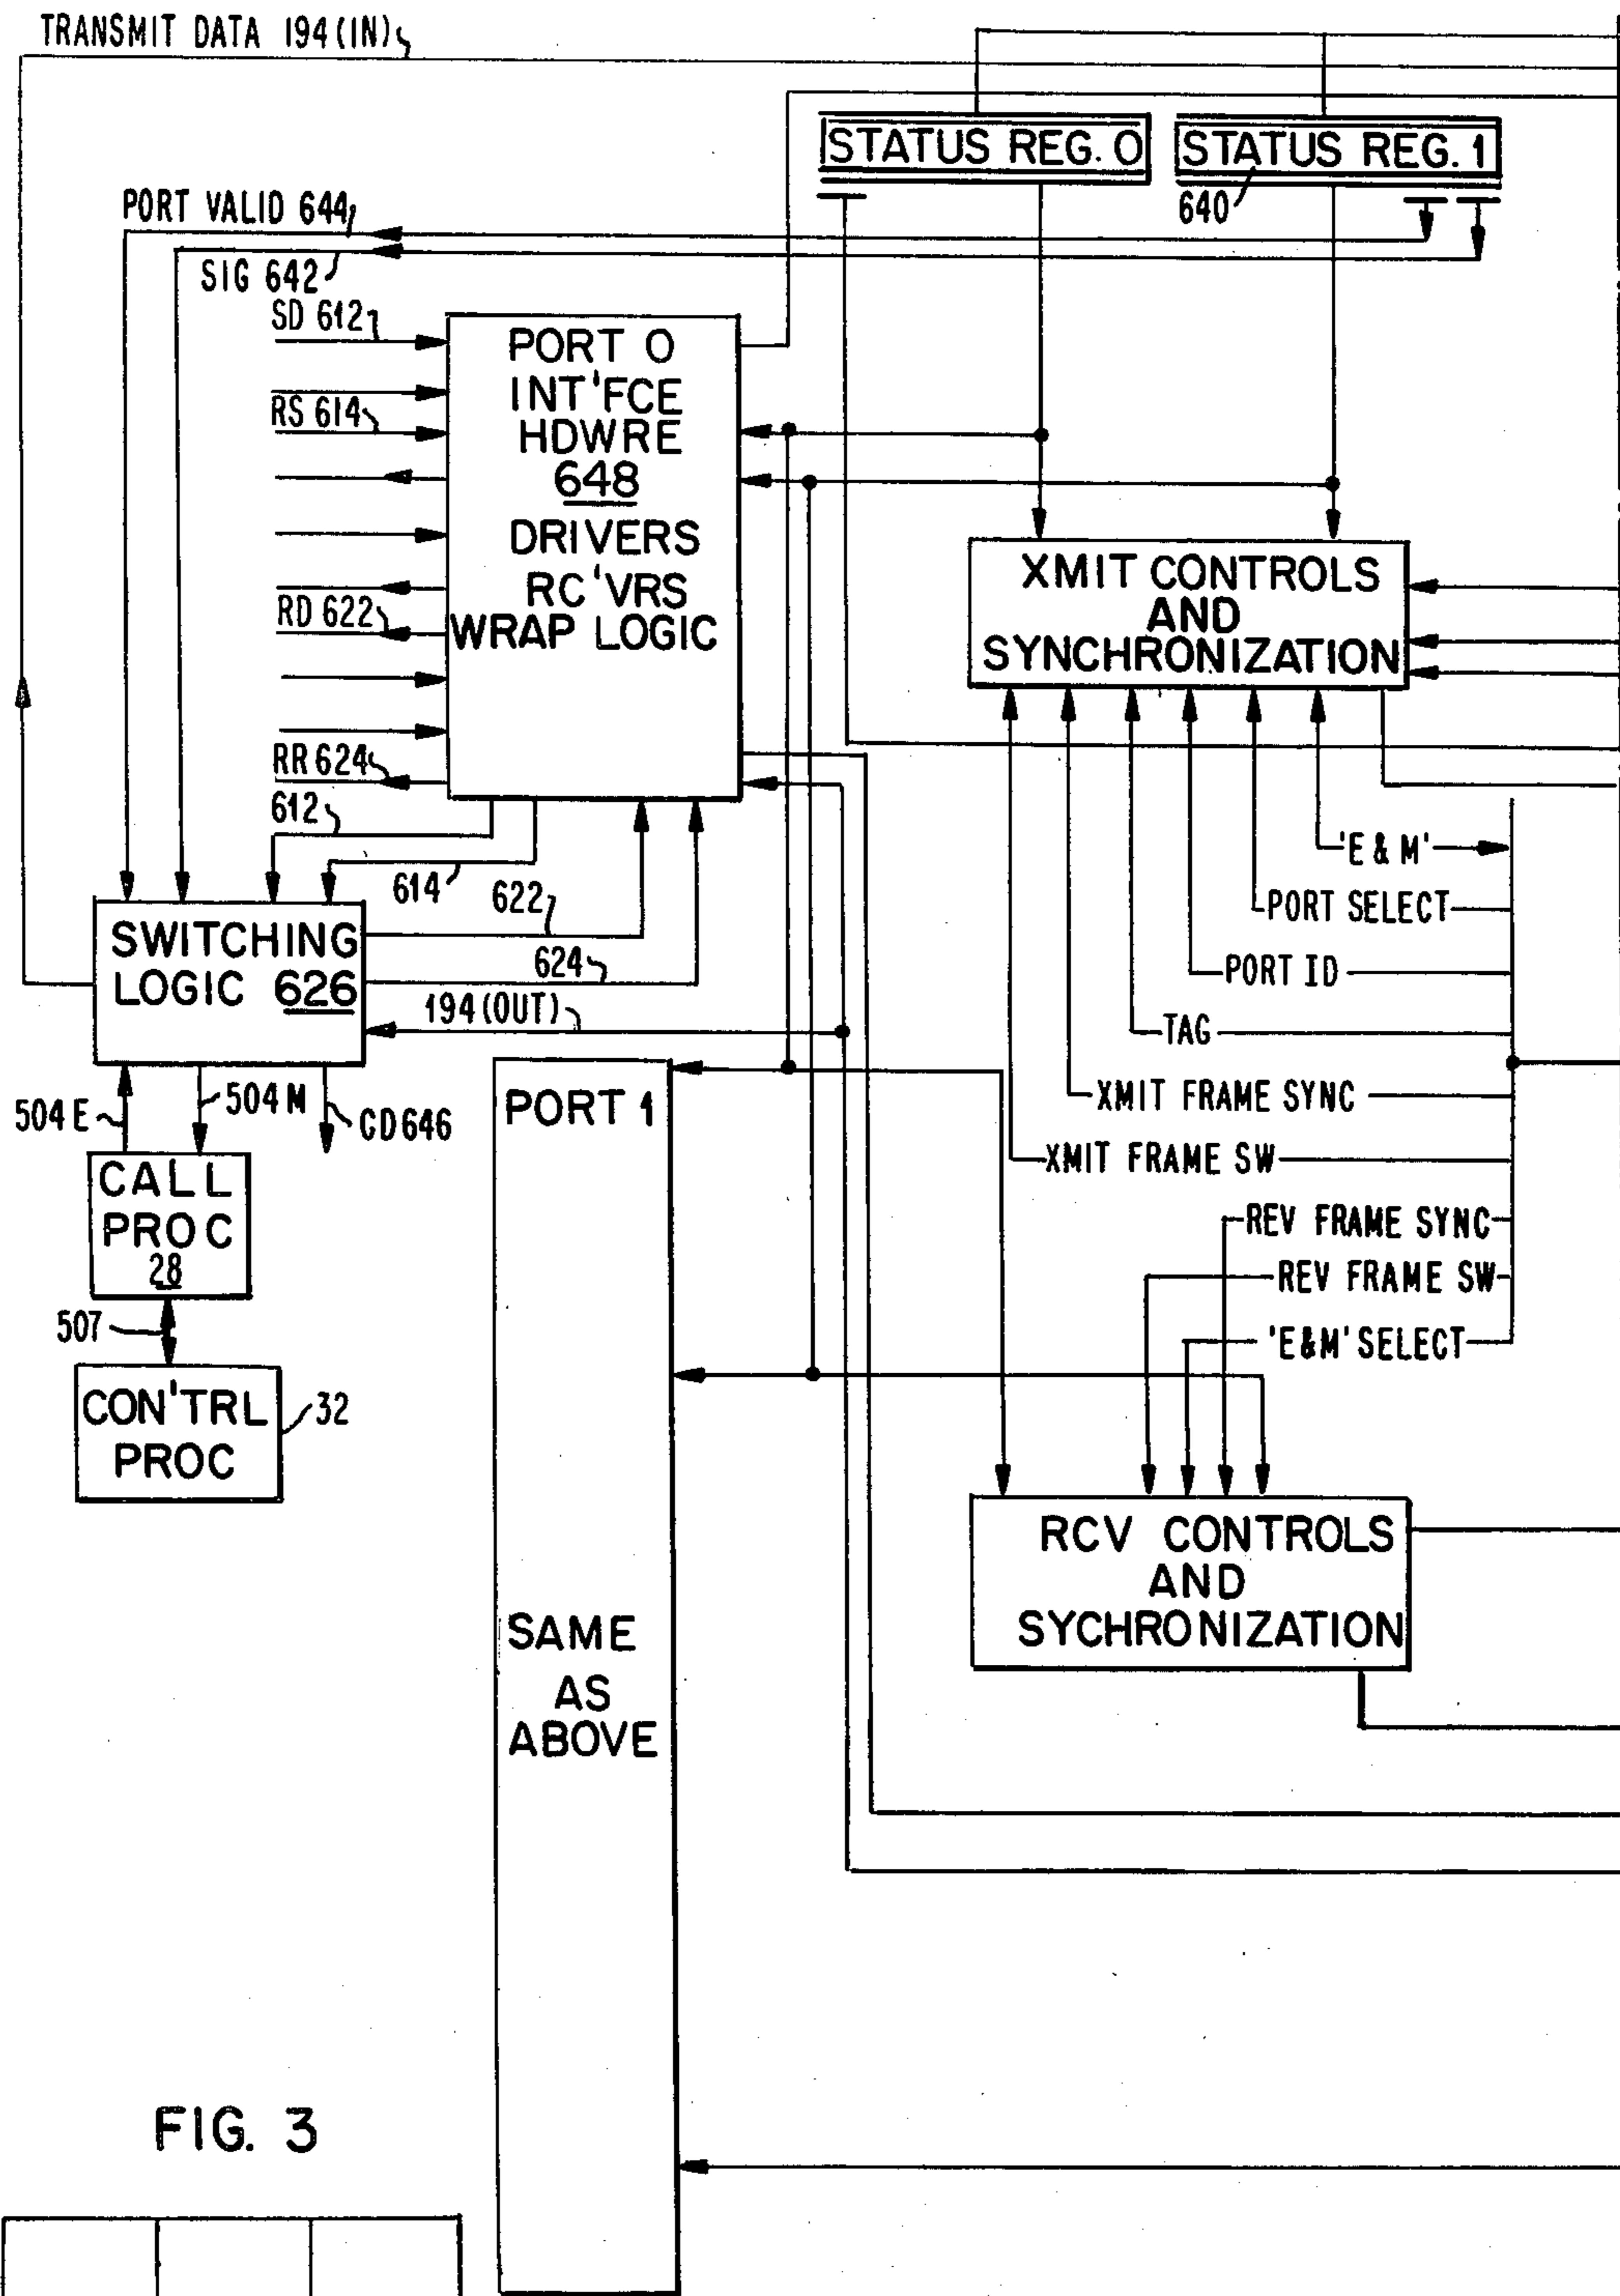 TRANSMIT DATA 194(IN)
STATUS REG. 0
STATUS REG. 1
640
PORT VALID 644
SIG 642
SD 612
RS 614
RD 622
RR 624
PORT 0
INT'FCE
HDWRE
648
DRIVERS
RC'VRS
WRAP LOGIC
XMIT CONTROLS
AND
SYNCHRONIZATION
612
614
622
624
194(OUT)
SWITCHING
LOGIC 626
504 E
504 M
CD646
CALL
PROC
28
507
CON'TRL
PROC
32
'E & M'
PORT SELECT
PORT ID
TAG
XMIT FRAME SYNC
XMIT FRAME SW
REV FRAME SYNC
REV FRAME SW
'E&M' SELECT
PORT 1
SAME
AS
ABOVE
RCV CONTROLS
AND
SYCHRONIZATION
FIG. 3